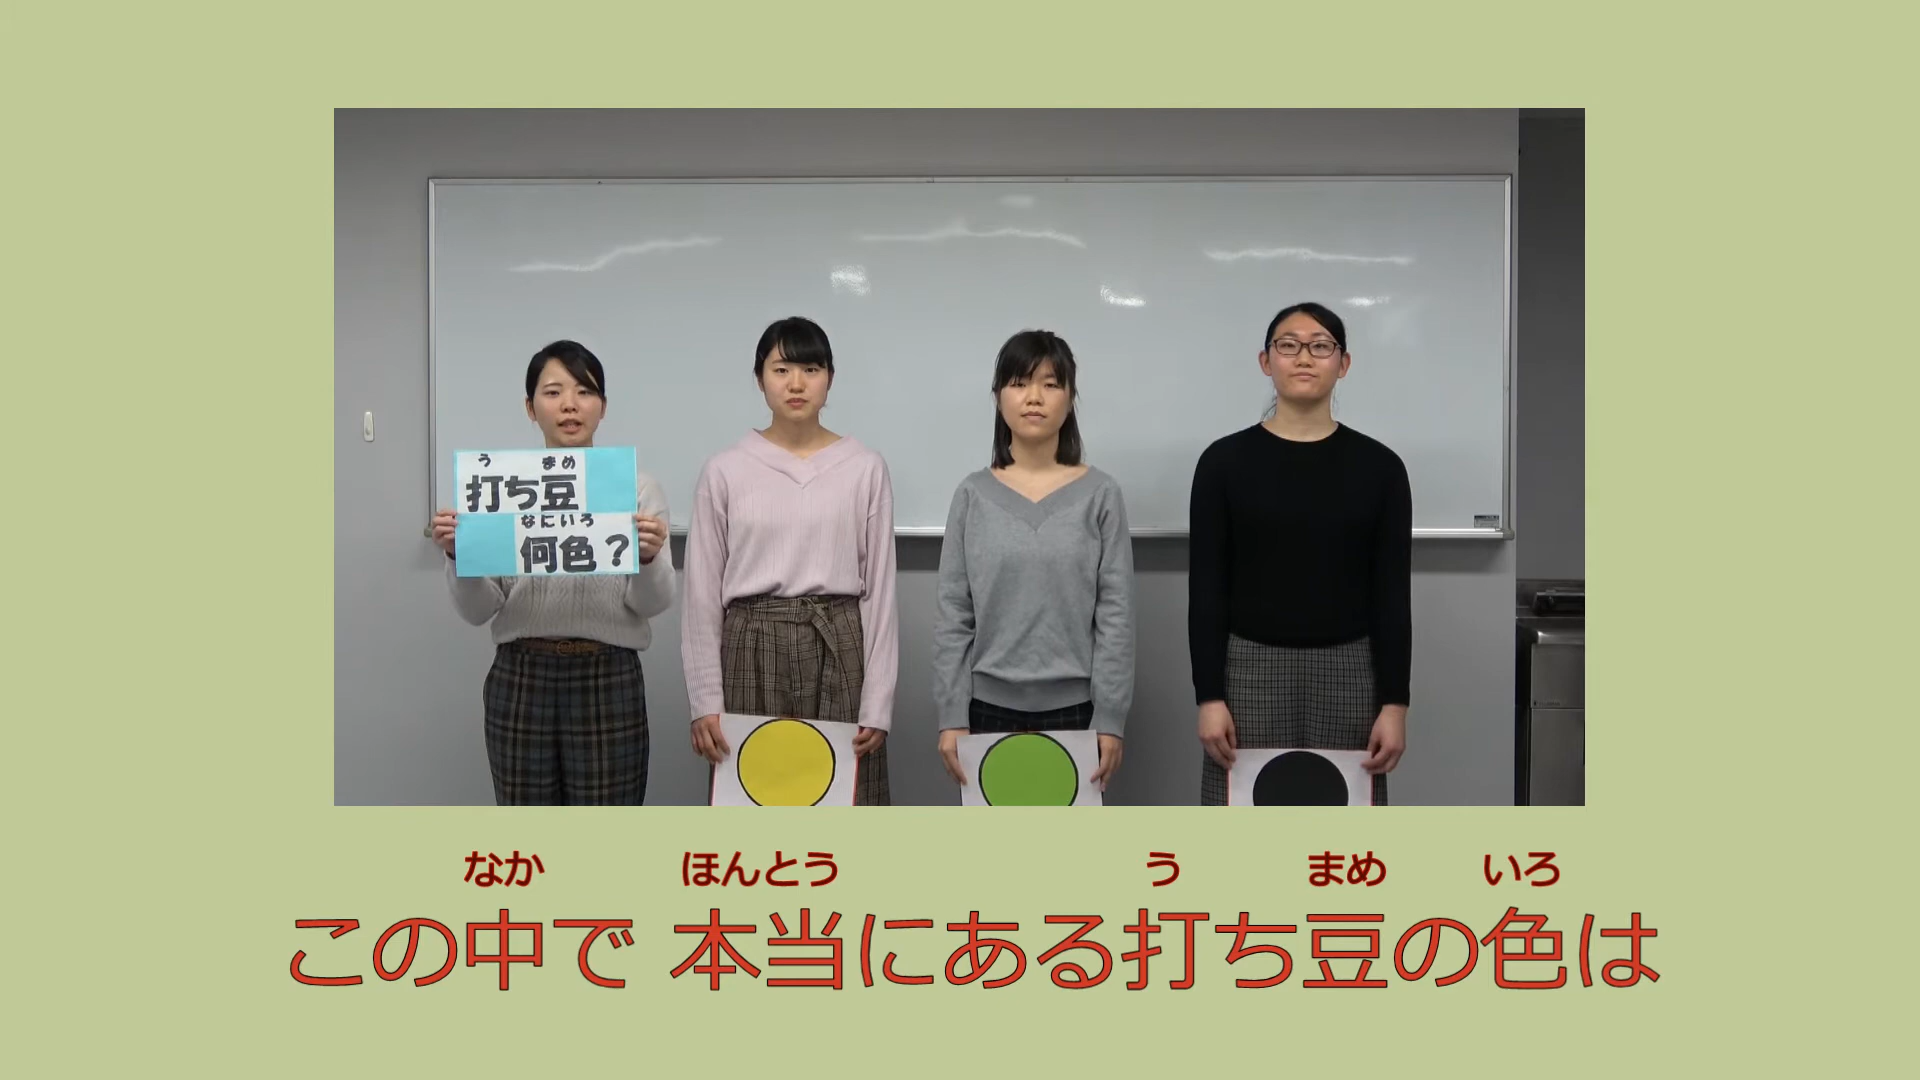 う まめ
打ち豆
なにいろ
何色？
なか ほんとう う まめ いろ
この中で 本当にある打ち豆の色は